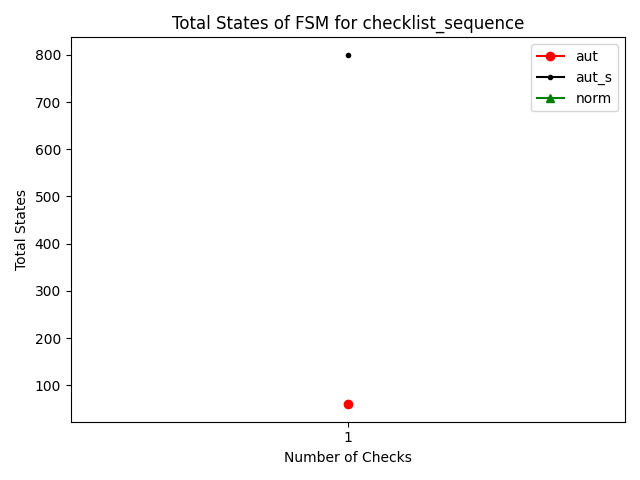 Total States of FSM for checklist_sequence
800
700
600
500
400
300
200
100
Total States
1
Number of Checks
aut
aut_s
norm